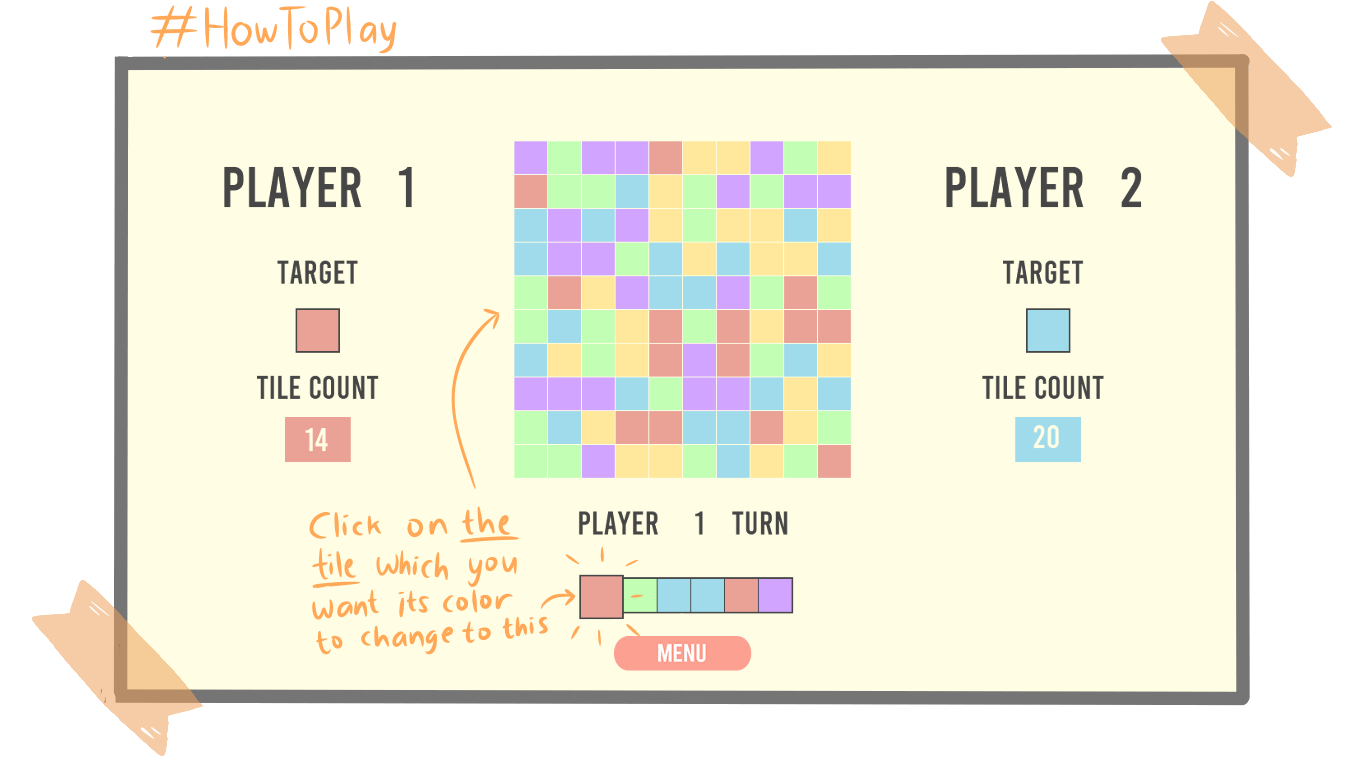 #HowToPlay
PLAYER 1
TARGET
TILE COUNT
14
PLAYER 2
TARGET
TILE COUNT
20
PLAYER 1 TURN
Click on the
tile which you
want its color
to change to this
MENU